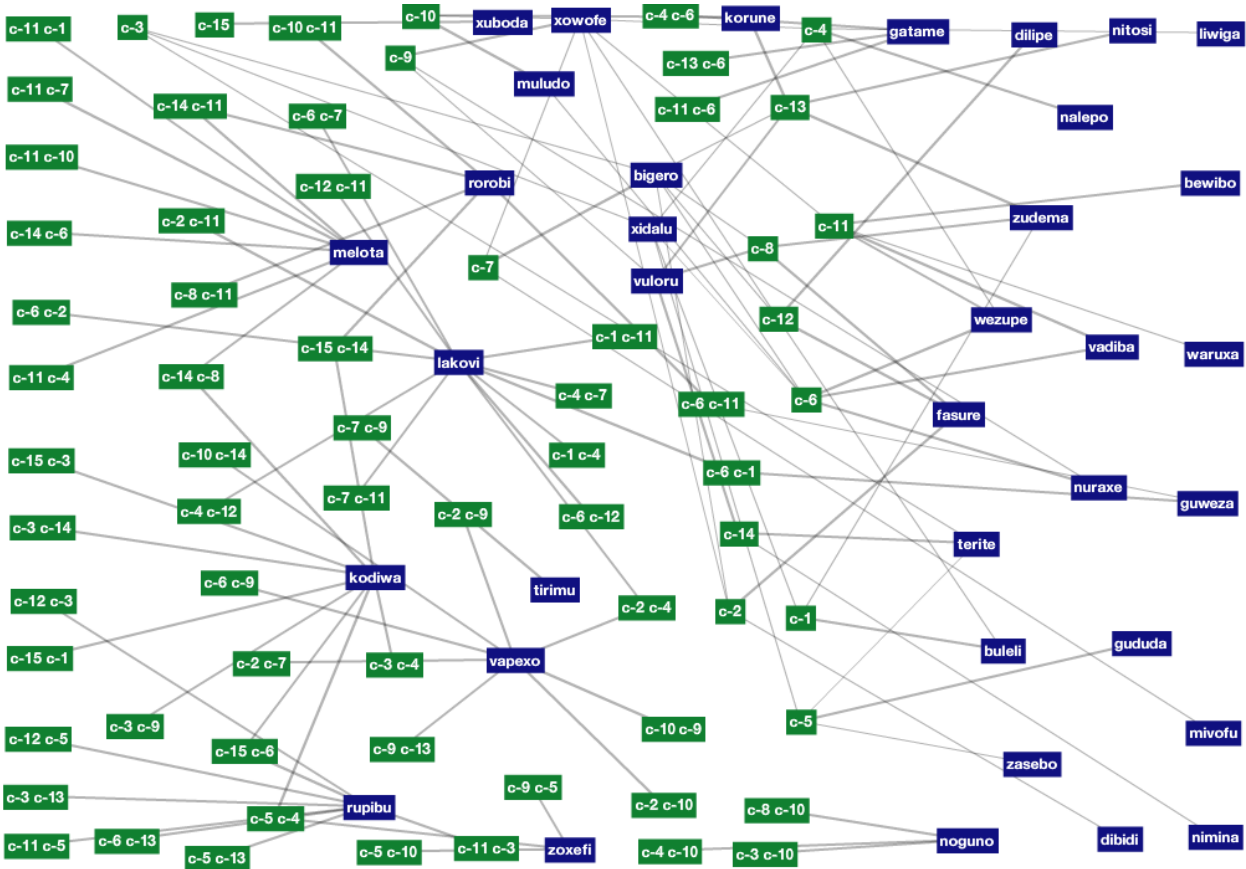 c-11 c-1
c-3
c-15
c-10 c-11
c-10
xuboda
xowofe
c-4 c-6
korune
c-4
gatame
dilipe
nitosi
liwiga
c-9
c-13 c-6
muludo
c-11 c-7
c-14 c-11
c-6 c-7
c-11 c-6
c-13
nalepo
c-11 c-10
c-12 c-11
rorobi
bigero
bewibo
c-2 c-11
c-14 c-6
melota
xidalu
c-8
c-11
zudema
c-7
vuloru
c-8 c-11
c-6 c-2
c-15 c-14
c-1 c-11
c-12
wezupe
vadiba
waruxa
lakovi
c-11 c-4
c-14 c-8
c-4 c-7
c-6 c-11
c-6
fasure
c-7 c-9
c-15 c-3
c-10 c-14
c-1 c-4
c-6 c-1
nuraxe
guweza
c-7 c-11
c-4 c-12
c-2 c-9
c-6 c-12
c-3 c-14
c-14
terite
kodiwa
c-6 c-9
tirimu
c-12 c-3
c-2 c-4
c-2
c-1
c-15 c-1
c-2 c-7
c-3 c-4
vapexo
buleli
gududa
c-3 c-9
c-12 c-5
c-15 c-6
c-9 c-13
c-10 c-9
c-5
mivofu
zasebo
c-3 c-13
rupibu
c-9 c-5
c-2 c-10
c-8 c-10
c-5 c-4
c-11 c-5
c-6 c-13
c-5 c-13
c-5 c-10
c-11 c-3
zoxefi
c-4 c-10
c-3 c-10
noguno
dibidi
nimina